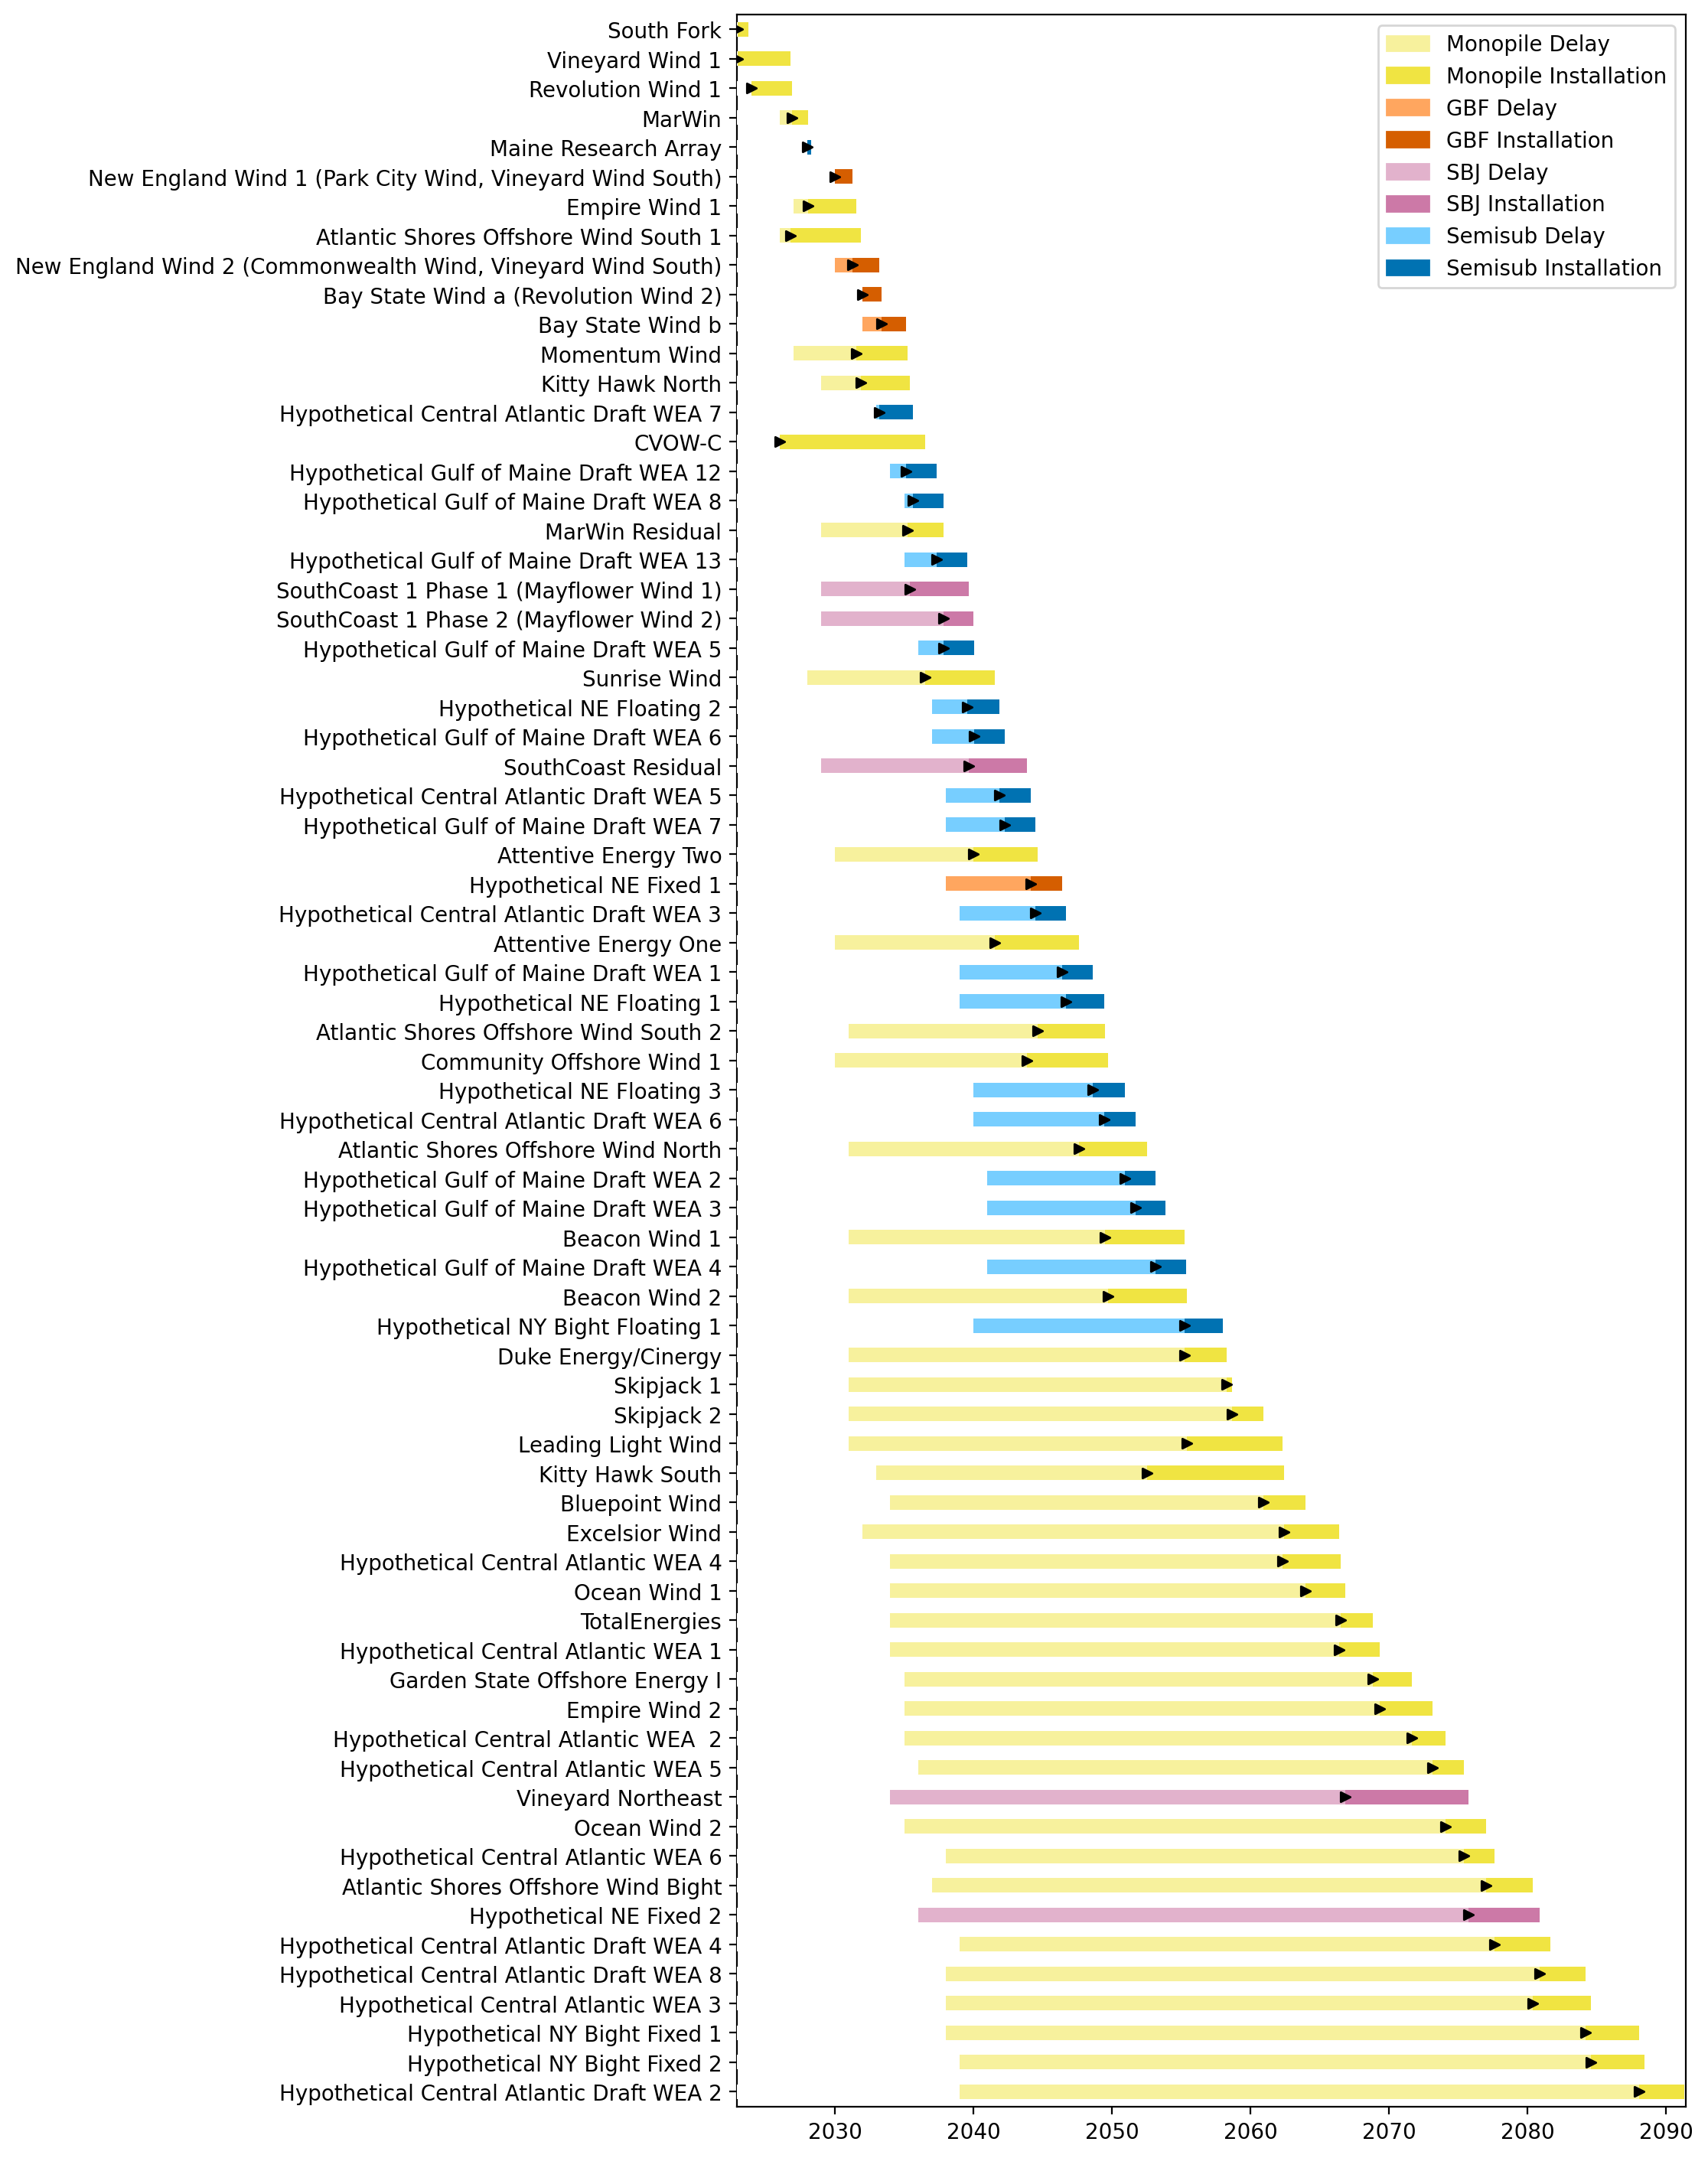 South Fork
Vineyard Wind 1
Revolution Wind 1
MarWin
Maine Research Array
New England Wind 1 (Park City Wind, Vineyard Wind South)
Empire Wind 1
Atlantic Shores Offshore Wind South 1
New England Wind 2 (Commonwealth Wind, Vineyard Wind South)
Bay State Wind a (Revolution Wind 2)
Bay State Wind b
Momentum Wind
Kitty Hawk North
Hypothetical Central Atlantic Draft WEA 7
CVOW-C
Hypothetical Gulf of Maine Draft WEA 12
Hypothetical Gulf of Maine Draft WEA 8
MarWin Residual
Hypothetical Gulf of Maine Draft WEA 13
SouthCoast 1 Phase 1 (Mayflower Wind 1)
SouthCoast 1 Phase 2 (Mayflower Wind 2)
Hypothetical Gulf of Maine Draft WEA 5
Sunrise Wind
Hypothetical NE Floating 2
Hypothetical Gulf of Maine Draft WEA 6
SouthCoast Residual
Hypothetical Central Atlantic Draft WEA 5
Hypothetical Gulf of Maine Draft WEA 7
Attentive Energy Two
Hypothetical NE Fixed 1
Hypothetical Central Atlantic Draft WEA 3
Attentive Energy One
Hypothetical Gulf of Maine Draft WEA 1
Hypothetical NE Floating 1
Atlantic Shores Offshore Wind South 2
Community Offshore Wind 1
Hypothetical NE Floating 3
Hypothetical Central Atlantic Draft WEA 6
Atlantic Shores Offshore Wind North
Hypothetical Gulf of Maine Draft WEA 2
Hypothetical Gulf of Maine Draft WEA 3
Beacon Wind 1
Hypothetical Gulf of Maine Draft WEA 4
Beacon Wind 2
Hypothetical NY Bight Floating 1
Duke Energy/Cinergy
Skipjack 1
Skipjack 2
Leading Light Wind
Kitty Hawk South
Bluepoint Wind
Excelsior Wind
Hypothetical Central Atlantic WEA 4
Ocean Wind 1
TotalEnergies
Hypothetical Central Atlantic WEA 1
Garden State Offshore Energy I
Empire Wind 2
Hypothetical Central Atlantic WEA  2
Hypothetical Central Atlantic WEA 5
Vineyard Northeast
Ocean Wind 2
Hypothetical Central Atlantic WEA 6
Atlantic Shores Offshore Wind Bight
Hypothetical NE Fixed 2
Hypothetical Central Atlantic Draft WEA 4
Hypothetical Central Atlantic Draft WEA 8
Hypothetical Central Atlantic WEA 3
Hypothetical NY Bight Fixed 1
Hypothetical NY Bight Fixed 2
Hypothetical Central Atlantic Draft WEA 2
Monopile Delay
Monopile Installation
GBF Delay
GBF Installation
SBJ Delay
SBJ Installation
Semisub Delay
Semisub Installation
2030 2040 2050 2060 2070 2080 2090